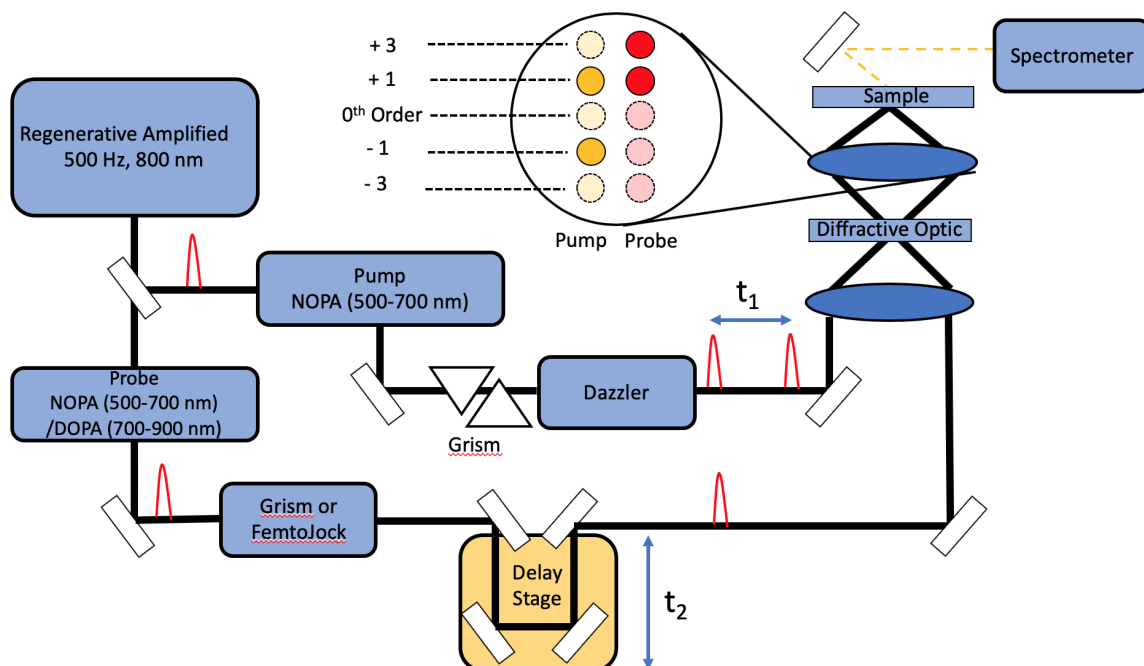 + 3
+ 1
0th Order
- 1
- 3
Pump Probe
Spectrometer
Sample
Diffractive Optic
Regenerative Amplified
500 Hz, 800 nm
Pump
NOPA (500-700 nm)
t1
Probe
NOPA (500-700 nm)
/DOPA (700-900 nm)
Dazzler
Grism
Grism or
FemtoJock
Delay
Stage
t2